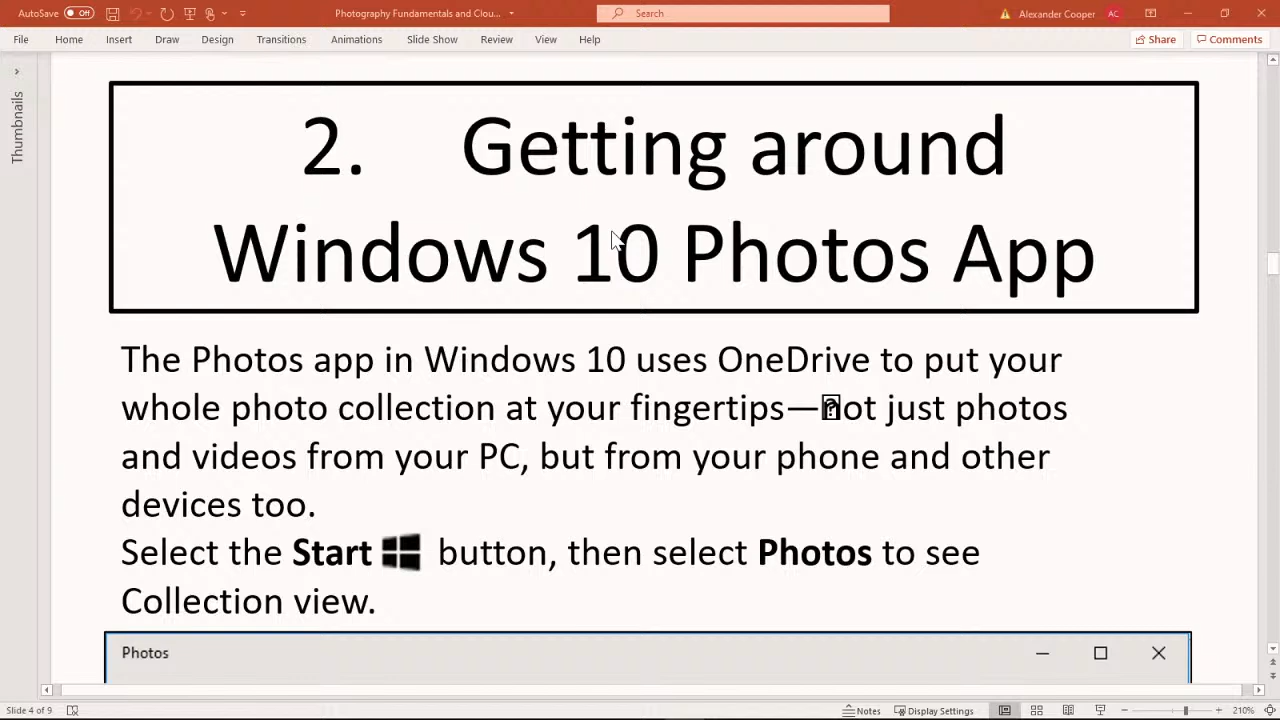 AutoSave Off Photography Fundamentals and Clou... Search Alexander Cooper AC
File Home Insert Draw Design Transitions Animations Slide Show Review View Help Share Comments
Thumbnails
2. Getting around
Windows 10 Photos App
The Photos app in Windows 10 uses OneDrive to put your
whole photo collection at your fingertips—�ot just photos
and videos from your PC, but from your phone and other
devices too.
Select the Start button, then select Photos to see
Collection view.
Photos
Slide 4 of 9 Notes Display Settings 210%